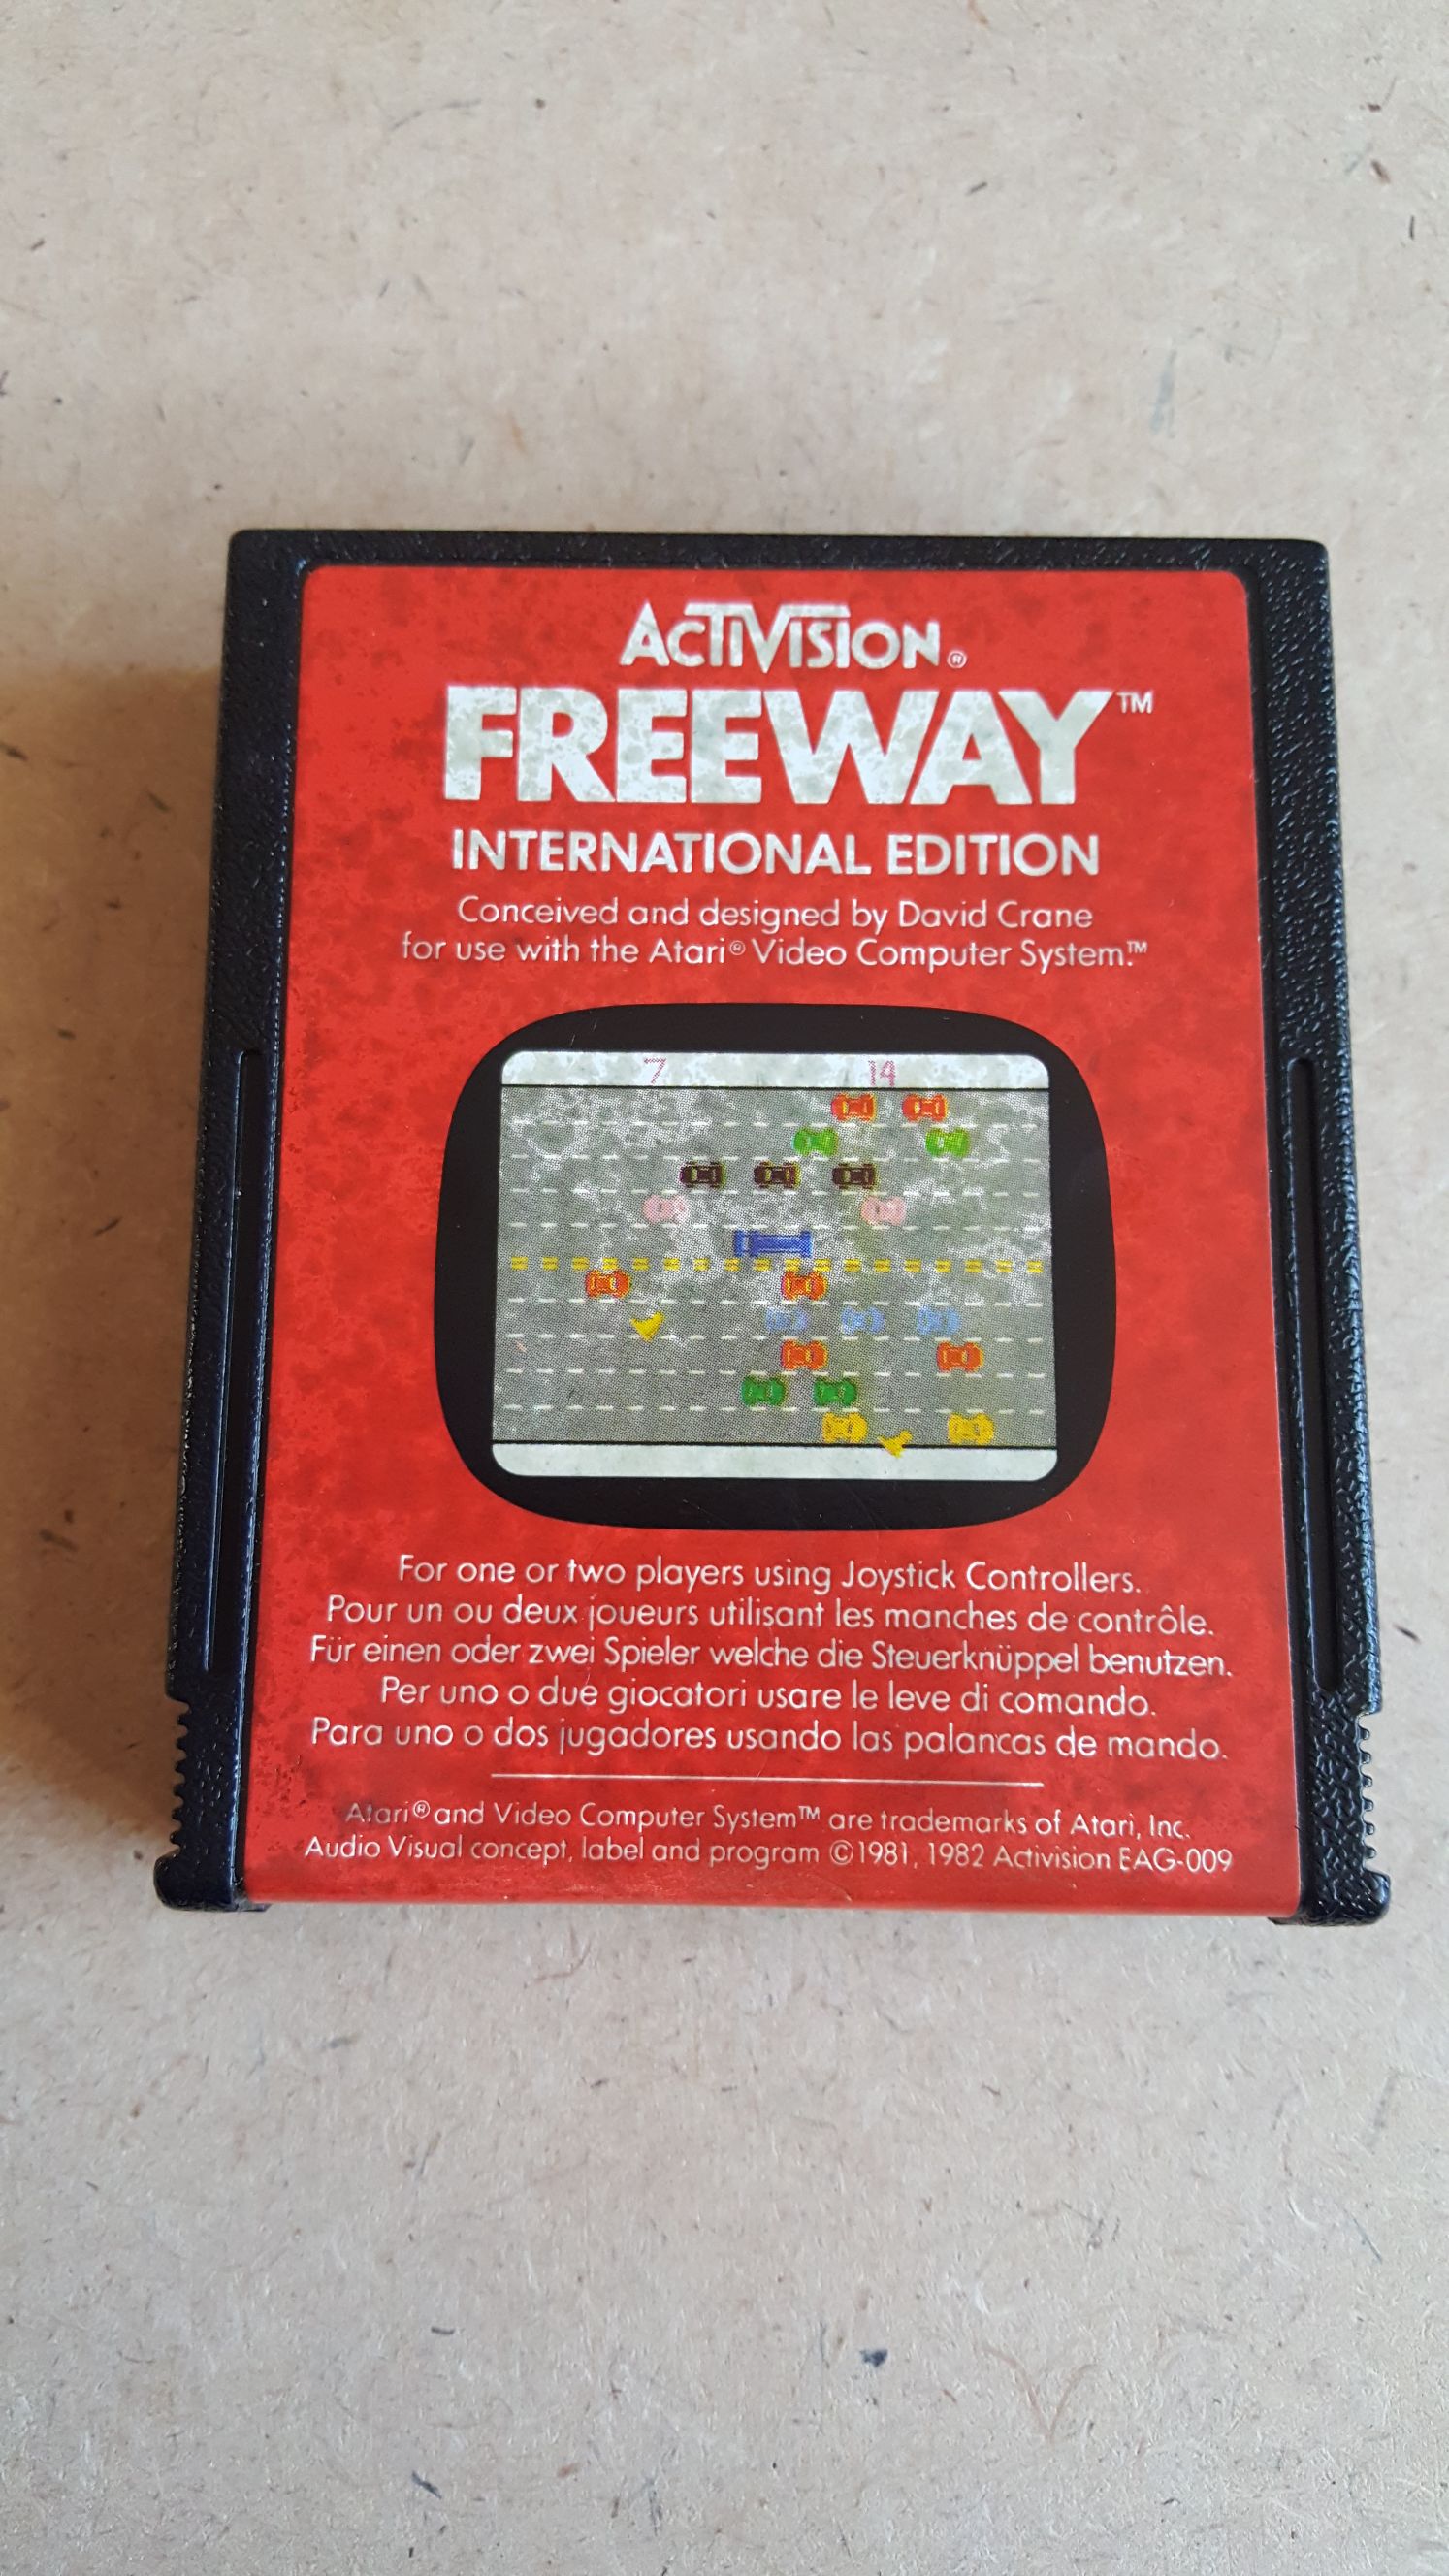 ACTIVISION®
FREEWAY™
INTERNATIONAL EDITION
Conceived and designed by David Crane
for use with the Atari® Video Computer System.™
7 14
For one or two players using Joystick Controllers.
Pour un ou deux joueurs utilisant les manches de contrôle.
Für einen oder zwei Spieler welche die Steuerknüppel benutzen.
Per uno o due giocatori usare le leve di comando.
Para uno o dos jugadores usando las palancas de mando.
Atari® and Video Computer System™ are trademarks of Atari, Inc.
Audio Visual concept, label and program ©1981, 1982 Activision EAG-009